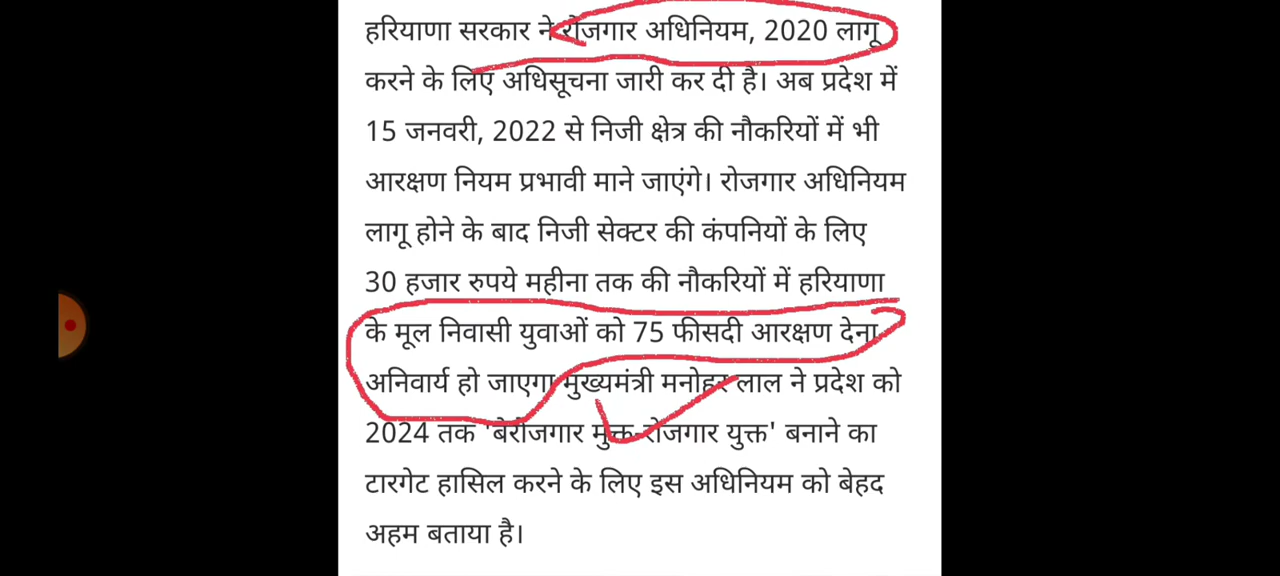 हरियाणा सरकार ने रोजगार अधिनियम, 2020 लागू
करने के लिए अधिसूचना जारी कर दी है। अब प्रदेश में
15 जनवरी, 2022 से निजी क्षेत्र की नौकरियों में भी
आरक्षण नियम प्रभावी माने जाएंगे। रोजगार अधिनियम
लागू होने के बाद निजी सेक्टर की कंपनियों के लिए
30 हजार रुपये महीना तक की नौकरियों में हरियाणा
के मूल निवासी युवाओं को 75 फीसदी आरक्षण देना
अनिवार्य हो जाएगा मुख्यमंत्री मनोहर लाल ने प्रदेश को
2024 तक 'बेरोजगार मुक्त-रोजगार युक्त' बनाने का
टारगेट हासिल करने के लिए इस अधिनियम को बेहद
अहम बताया है।